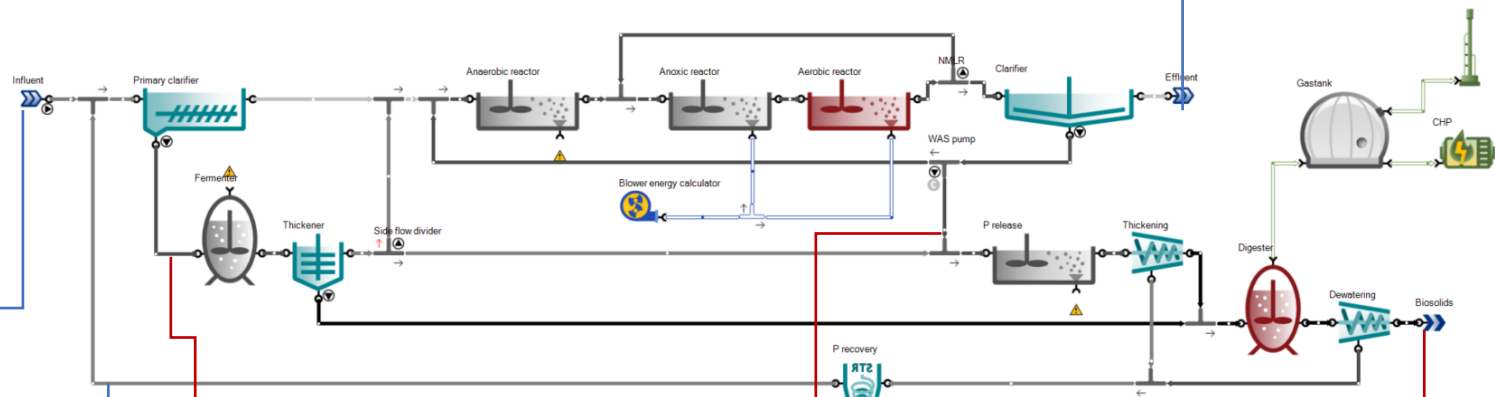 Influent
Primary clarifier
Anaerobic reactor
Anoxic reactor
Aerobic reactor
NMLR
Clarifier
Effluent
Gastank
CHP
WAS pump
C
Fermenter
Blower energy calculator
Thickener
Side flow divider
P release
Thickening
Digester
Dewatering
Biosolids
P recovery
STR